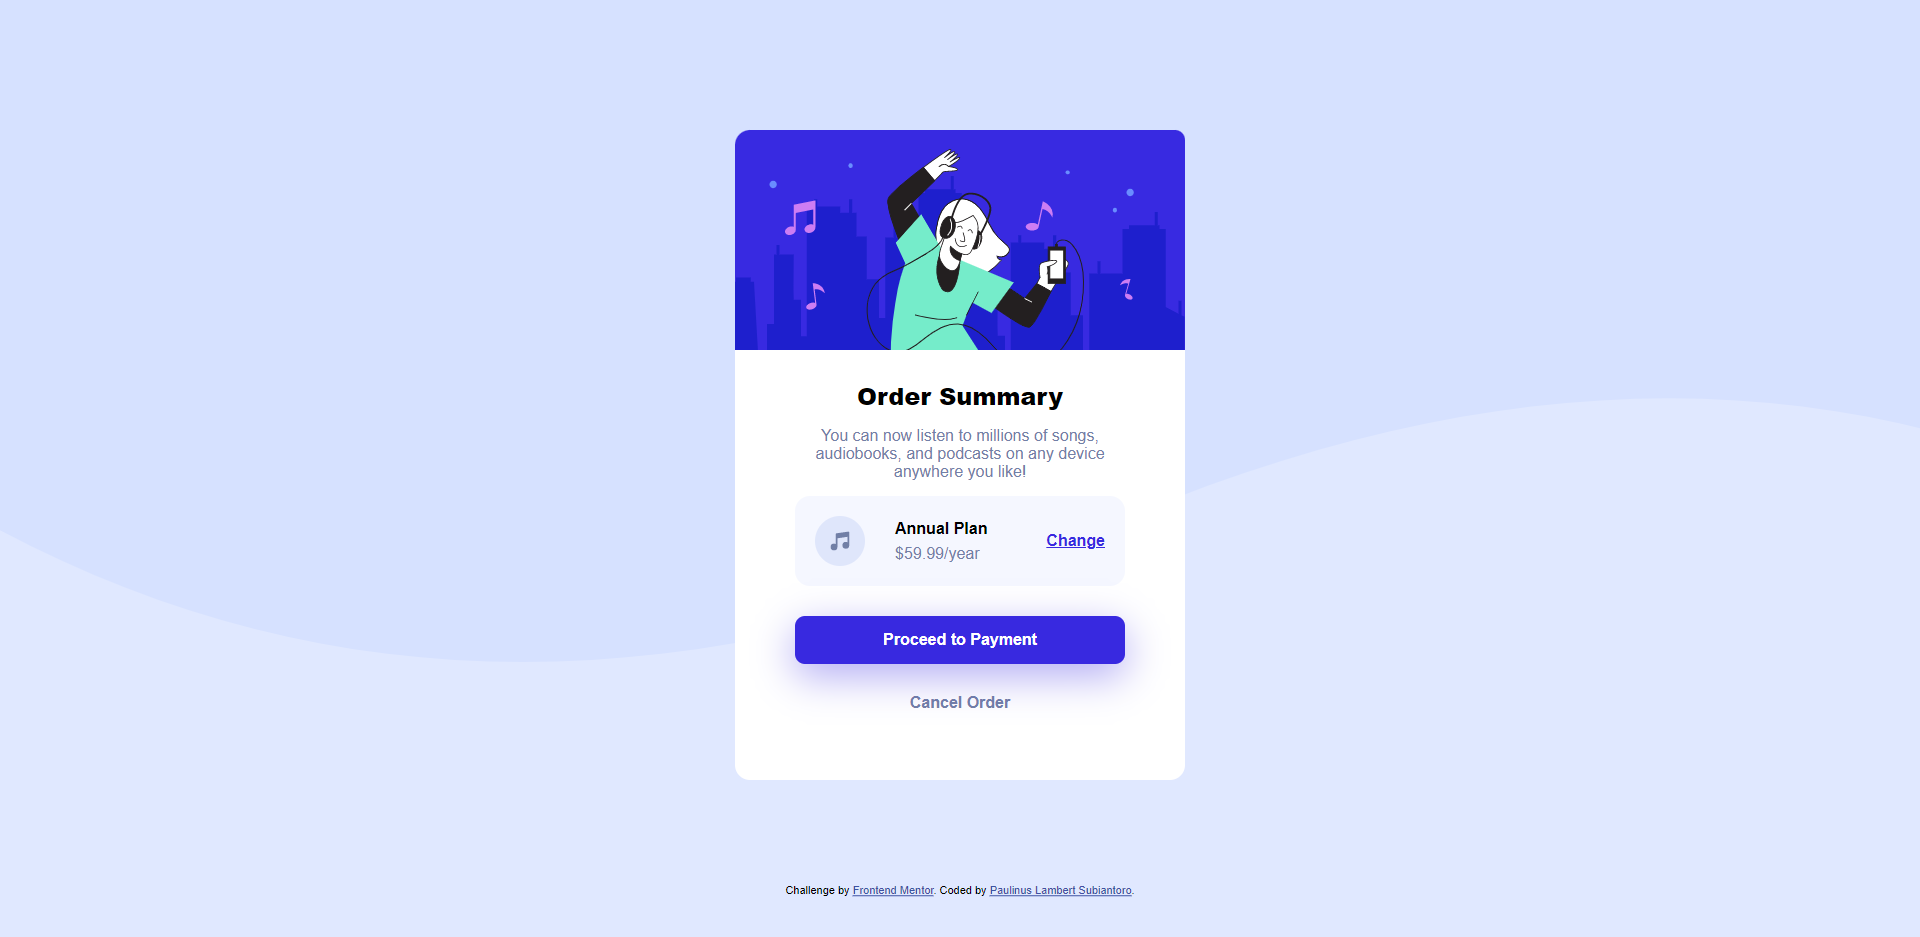 Order Summary
You can now listen to millions of songs,
audiobooks, and podcasts on any device
anywhere you like!
Annual Plan
$59.99/year
Change
Proceed to Payment
Cancel Order
Challenge by Frontend Mentor. Coded by Paulinus Lambert Subiantoro.